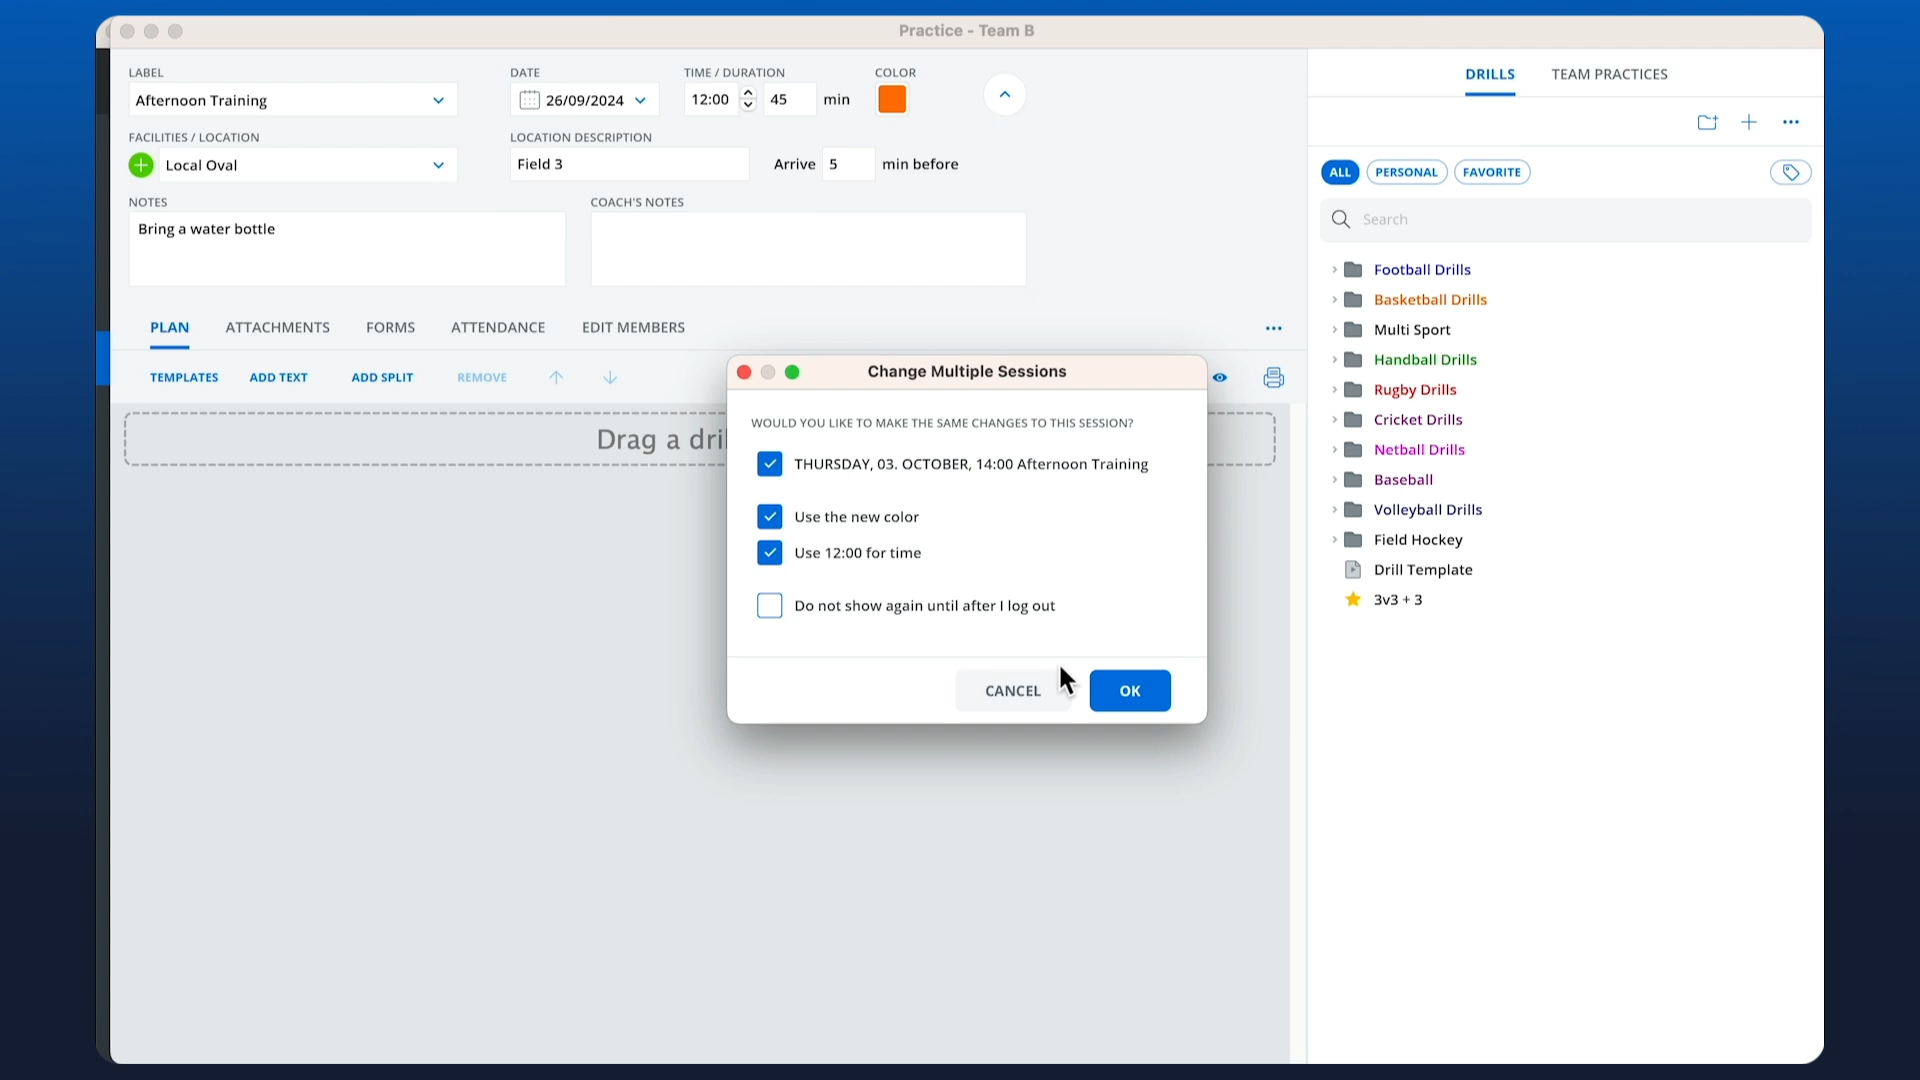 Practice - Team B
LABEL
Afternoon Training
DATE
26/09/2024
TIME / DURATION
12:00
45
min
COLOR
FACILITIES / LOCATION
Local Oval
LOCATION DESCRIPTION
Field 3
Arrive 5 min before
NOTES
Bring a water bottle
COACH'S NOTES
PLAN ATTACHMENTS FORMS ATTENDANCE EDIT MEMBERS
TEMPLATES ADD TEXT ADD SPLIT REMOVE
Drag a dril
Change Multiple Sessions
WOULD YOU LIKE TO MAKE THE SAME CHANGES TO THIS SESSION?
THURSDAY, 03. OCTOBER, 14:00 Afternoon Training
Use the new color
Use 12:00 for time
Do not show again until after I log out
CANCEL OK
DRILLS TEAM PRACTICES
ALL PERSONAL FAVORITE
Search
Football Drills
Basketball Drills
Multi Sport
Handball Drills
Rugby Drills
Cricket Drills
Netball Drills
Baseball
Volleyball Drills
Field Hockey
Drill Template
3v3 + 3